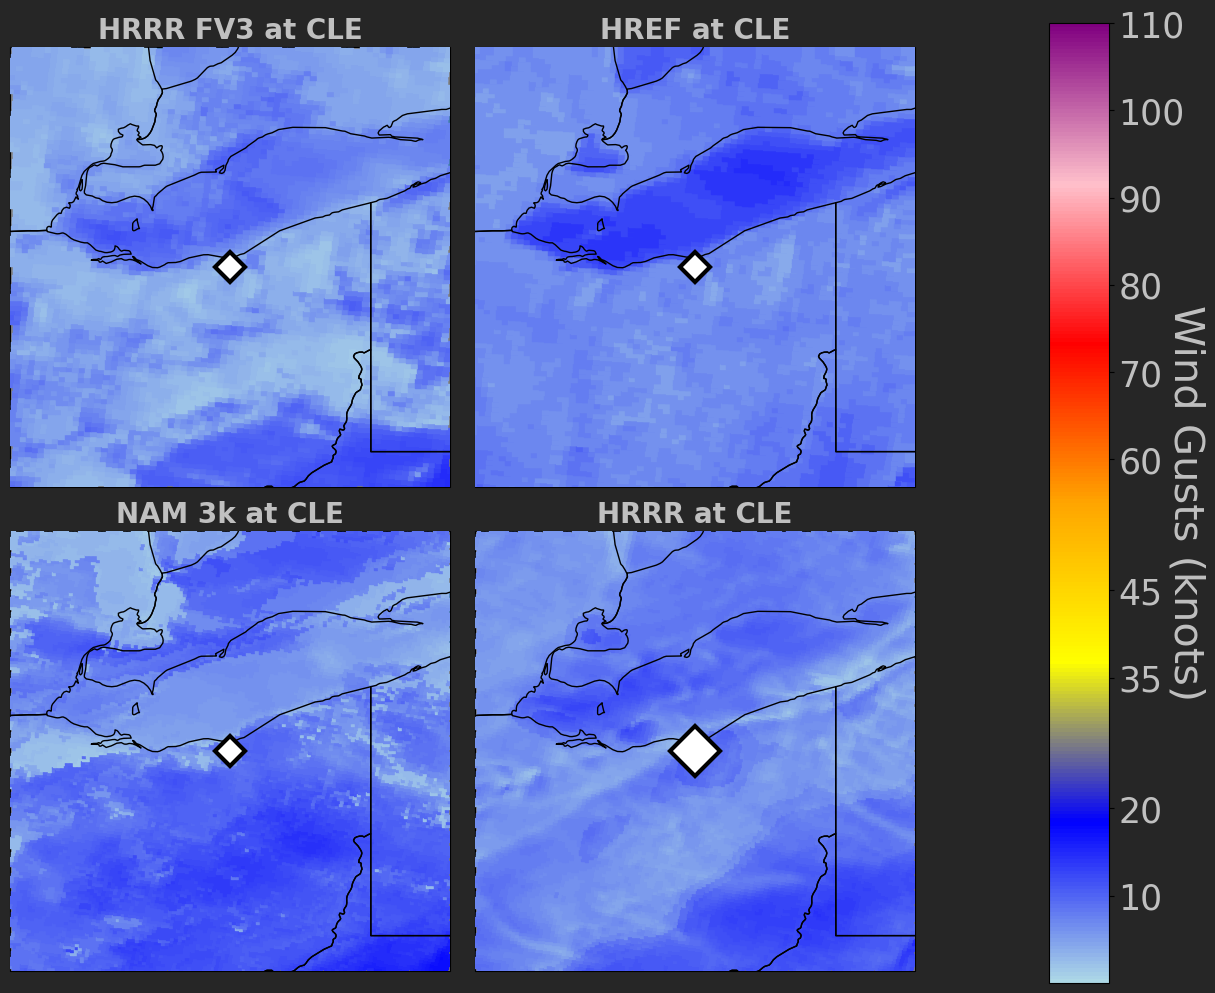 HRRR FV3 at CLE
HREF at CLE
NAM 3k at CLE
HRRR at CLE
110
100
90
80
70
60
45
35
20
10
Wind Gusts (knots)